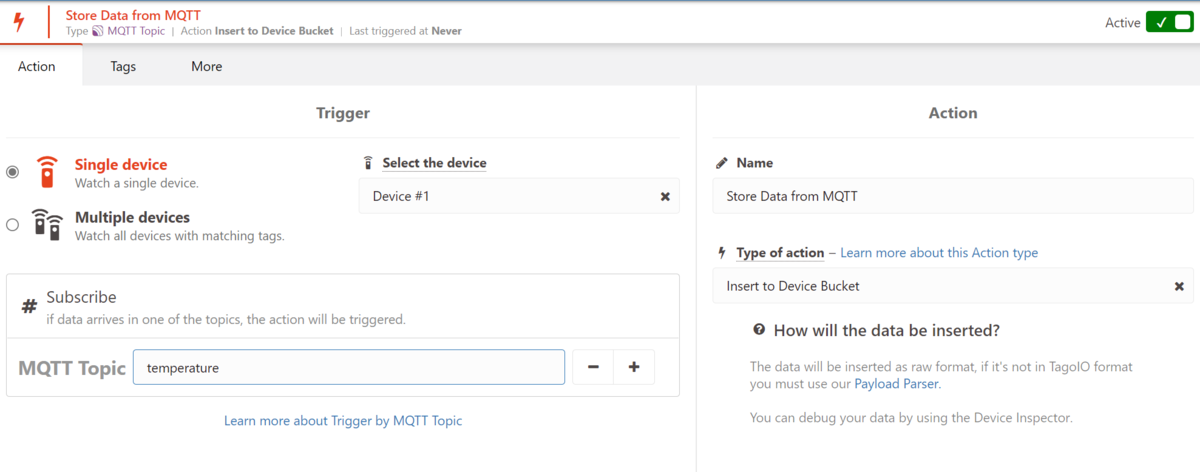 Store Data from MQTT
Type MQTT Topic | Action Insert to Device Bucket | Last triggered at Never
Active
Action Tags More
Trigger
Single device
Watch a single device.
Multiple devices
Watch all devices with matching tags.
Select the device
Device #1
# Subscribe
if data arrives in one of the topics, the action will be triggered.
MQTT Topic temperature
Learn more about Trigger by MQTT Topic
Action
Name
Store Data from MQTT
Type of action – Learn more about this Action type
Insert to Device Bucket
How will the data be inserted?
The data will be inserted as raw format, if it's not in TagoIO format
you must use our Payload Parser.
You can debug your data by using the Device Inspector.